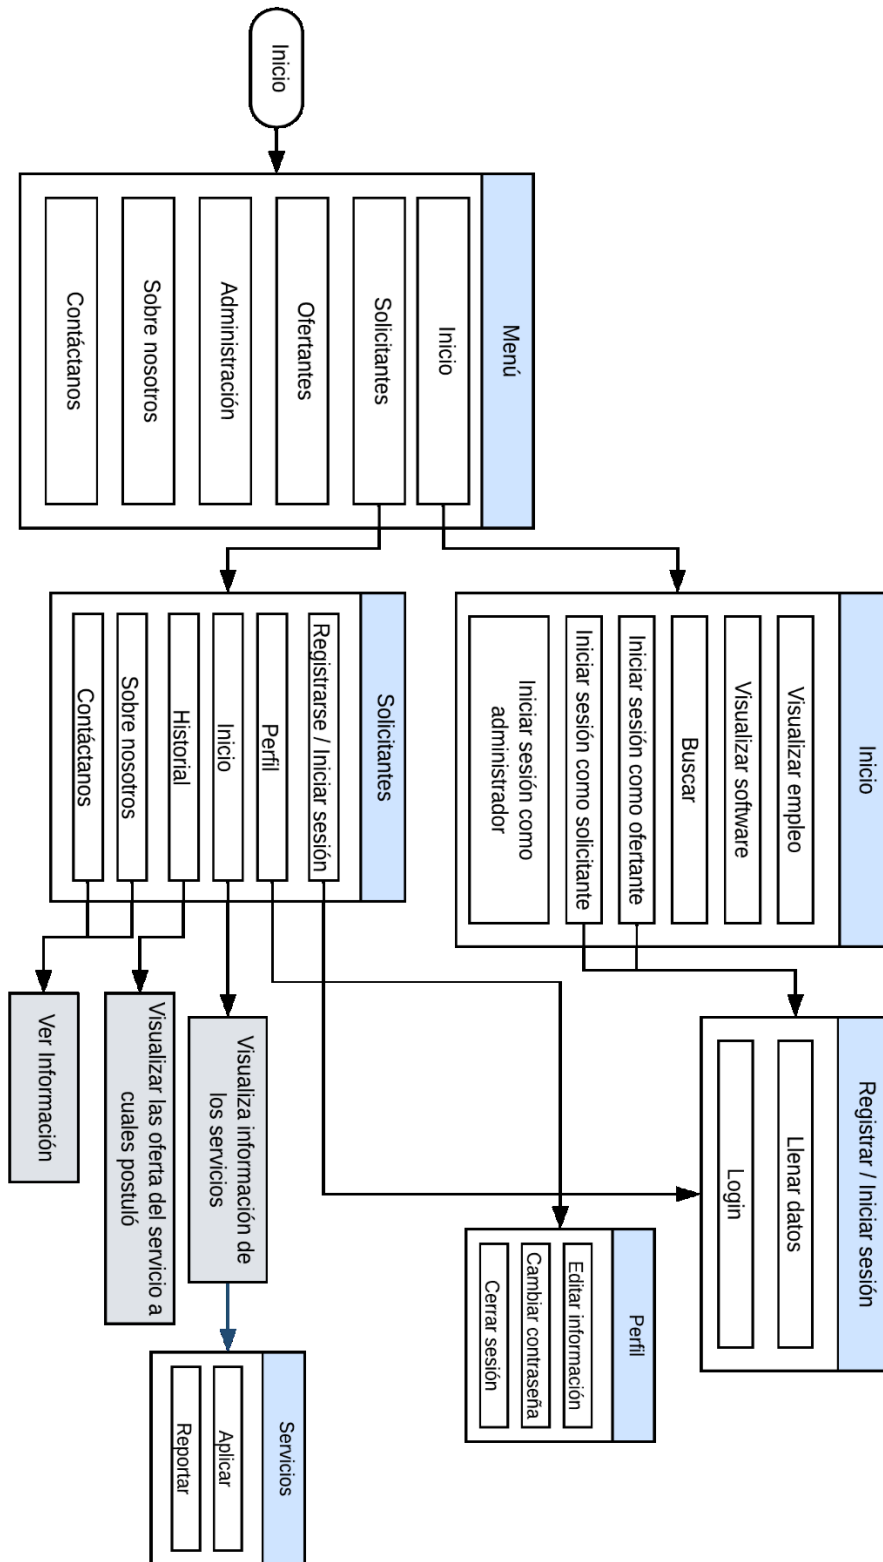 Inicio
Menú
Inicio
Solicitantes
Ofertantes
Administración
Sobre nosotros
Contáctanos
Inicio
Visualizar empleo
Visualizar software
Buscar
Iniciar sesión como ofertante
Iniciar sesión como solicitante
Iniciar sesión como
administrador
Solicitantes
Registrarse / Iniciar sesión
Perfil
Inicio
Historial
Sobre nosotros
Contáctanos
Registrar / Iniciar sesión
Llenar datos
Login
Visualiza información de
los servicios
Visualizar las oferta del servicio a
cuales postuló
Ver Información
Perfil
Editar información
Cambiar contraseña
Cerrar sesión
Servicios
Aplicar
Reportar